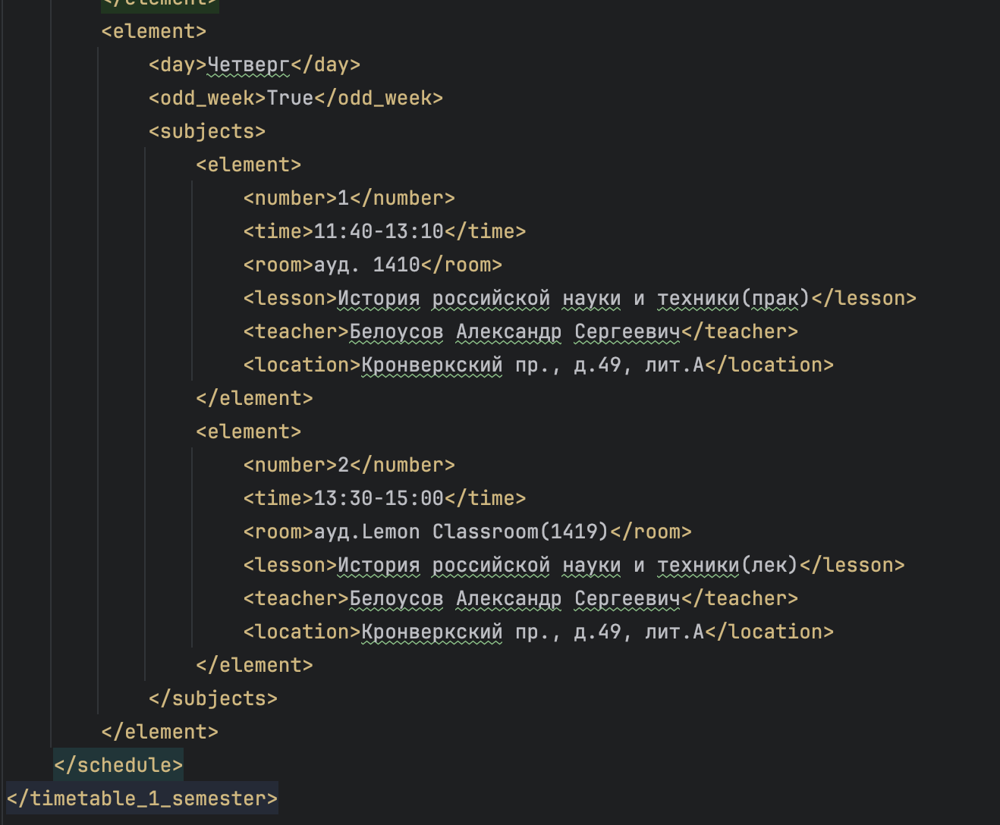 </element>
<element>
<day>Четверг</day>
<odd_week>True</odd_week>
<subjects>
<element>
<number>1</number>
<time>11:40-13:10</time>
<room>ауд. 1410</room>
<lesson>История российской науки и техники(прак)</lesson>
<teacher>Белоусов Александр Сергеевич</teacher>
<location>Кронверкский пр., д.49, лит.А</location>
</element>
<element>
<number>2</number>
<time>13:30-15:00</time>
<room>ауд.Lemon Classroom(1419)</room>
<lesson>История российской науки и техники(лек)</lesson>
<teacher>Белоусов Александр Сергеевич</teacher>
<location>Кронверкский пр., д.49, лит.А</location>
</element>
</subjects>
</element>
</schedule>
</timetable_1_semester>